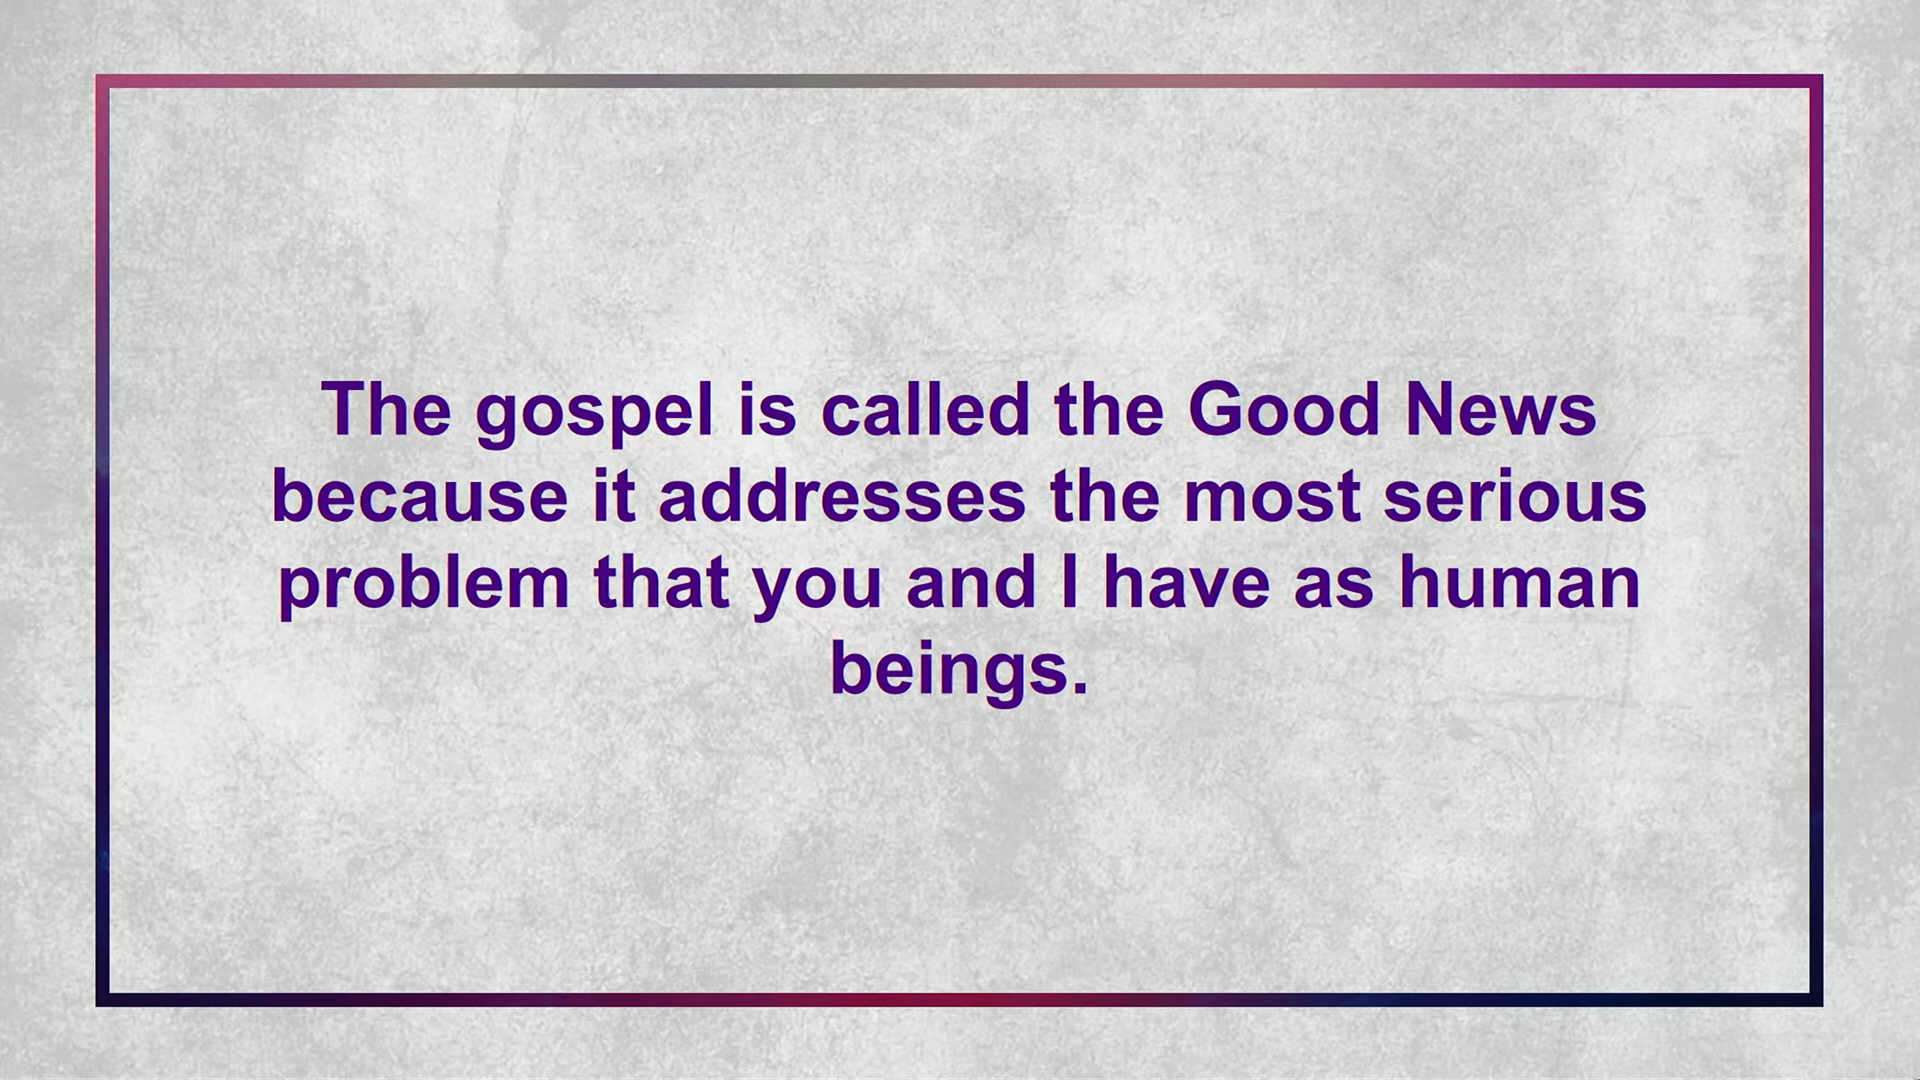 The gospel is called the Good News
because it addresses the most serious
problem that you and I have as human
beings.